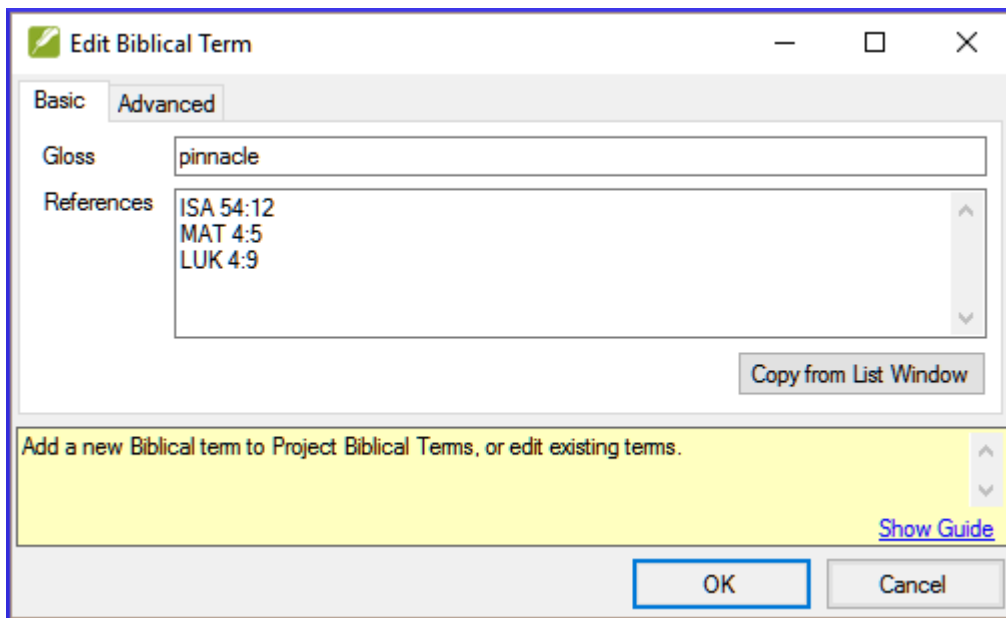 Edit Biblical Term
Basic Advanced
Gloss pinnacle
References ISA 54:12
MAT 4:5
LUK 4:9
Copy from List Window
Add a new Biblical term to Project Biblical Terms, or edit existing terms.
Show Guide
OK Cancel